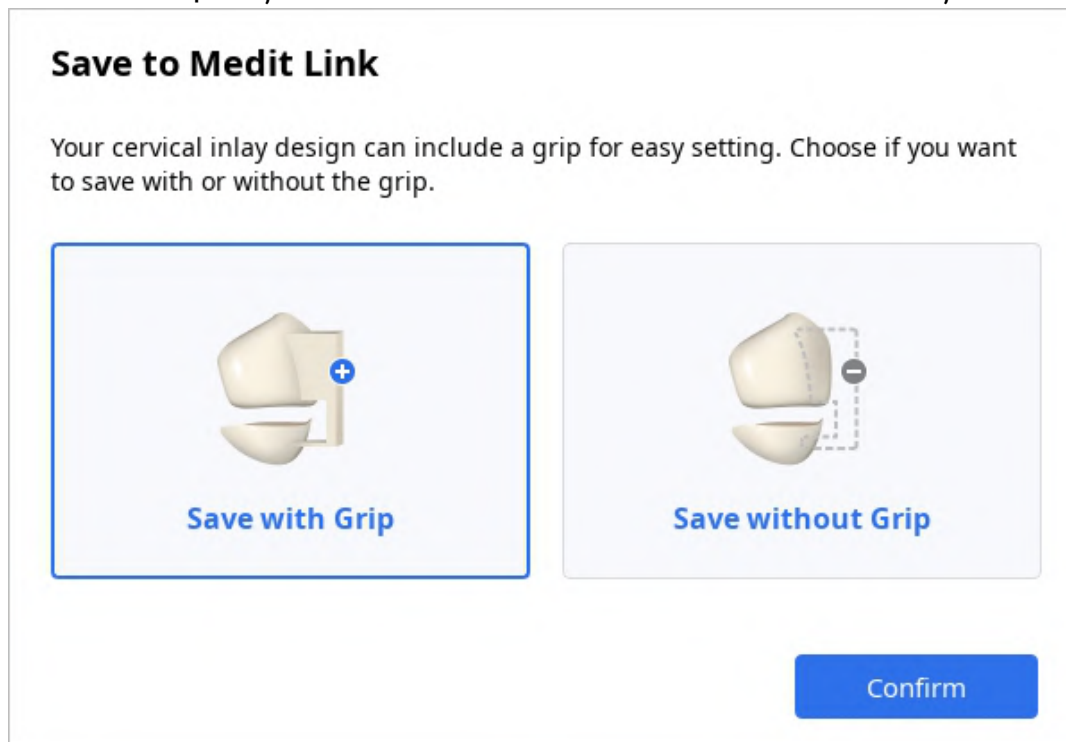 Save to Medit Link
Your cervical inlay design can include a grip for easy setting. Choose if you want
to save with or without the grip.
Save with Grip
Save without Grip
Confirm